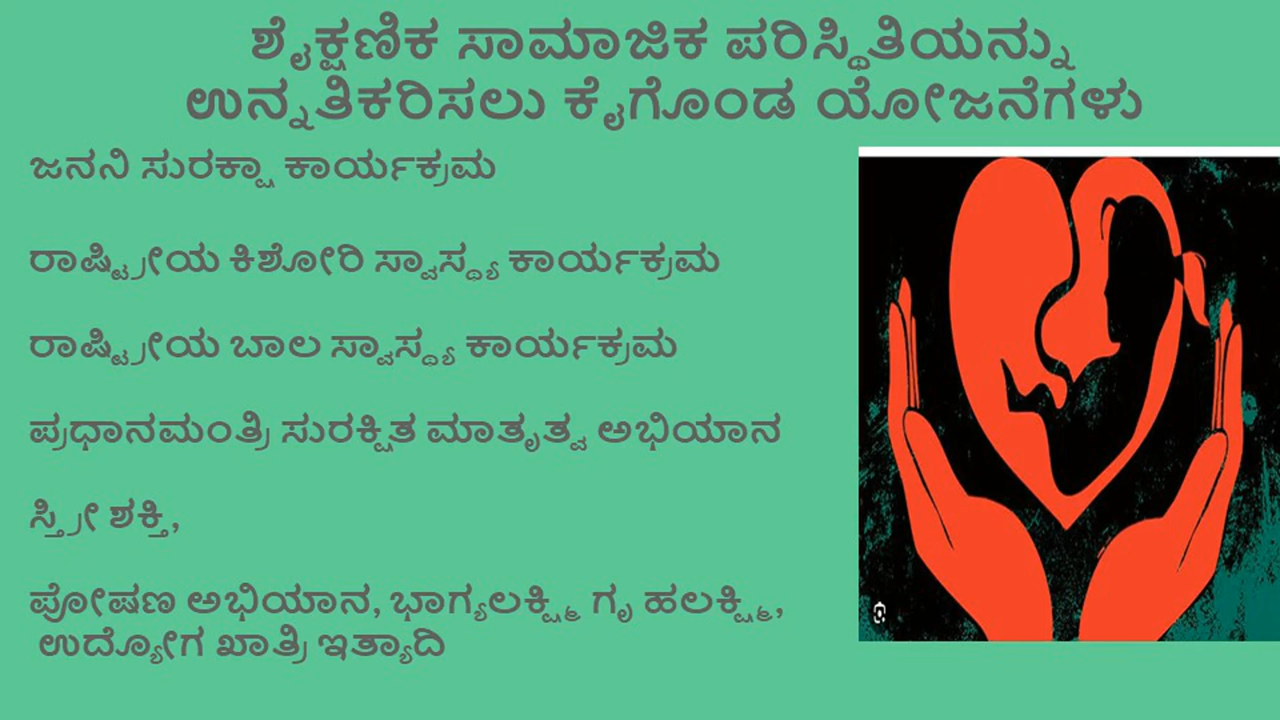 ಶೈಕ್ಷಣಿಕ ಸಾಮಾಜಿಕ ಪರಿಸ್ಥಿತಿಯನ್ನು
ಉನ್ನತಿಕರಿಸಲು ಕೈಗೊಂಡ ಯೋಜನೆಗಳು
ಜನನಿ ಸುರಕ್ಷಾ ಕಾರ್ಯಕ್ರಮ
ರಾಷ್ಟ್ರೀಯ ಕಿಶೋರಿ ಸ್ವಾಸ್ಥ್ಯ ಕಾರ್ಯಕ್ರಮ
ರಾಷ್ಟ್ರೀಯ ಬಾಲ ಸ್ವಾಸ್ಥ್ಯ ಕಾರ್ಯಕ್ರಮ
ಪ್ರಧಾನಮಂತ್ರಿ ಸುರಕ್ಷಿತ ಮಾತೃತ್ವ ಅಭಿಯಾನ
ಸ್ತ್ರೀ ಶಕ್ತಿ,
ಪೋಷಣ ಅಭಿಯಾನ, ಭಾಗ್ಯಲಕ್ಷ್ಮಿ ಗೃ ಹಲಕ್ಷ್ಮಿ,
ಉದ್ಯೋಗ ಖಾತ್ರಿ ಇತ್ಯಾದಿ